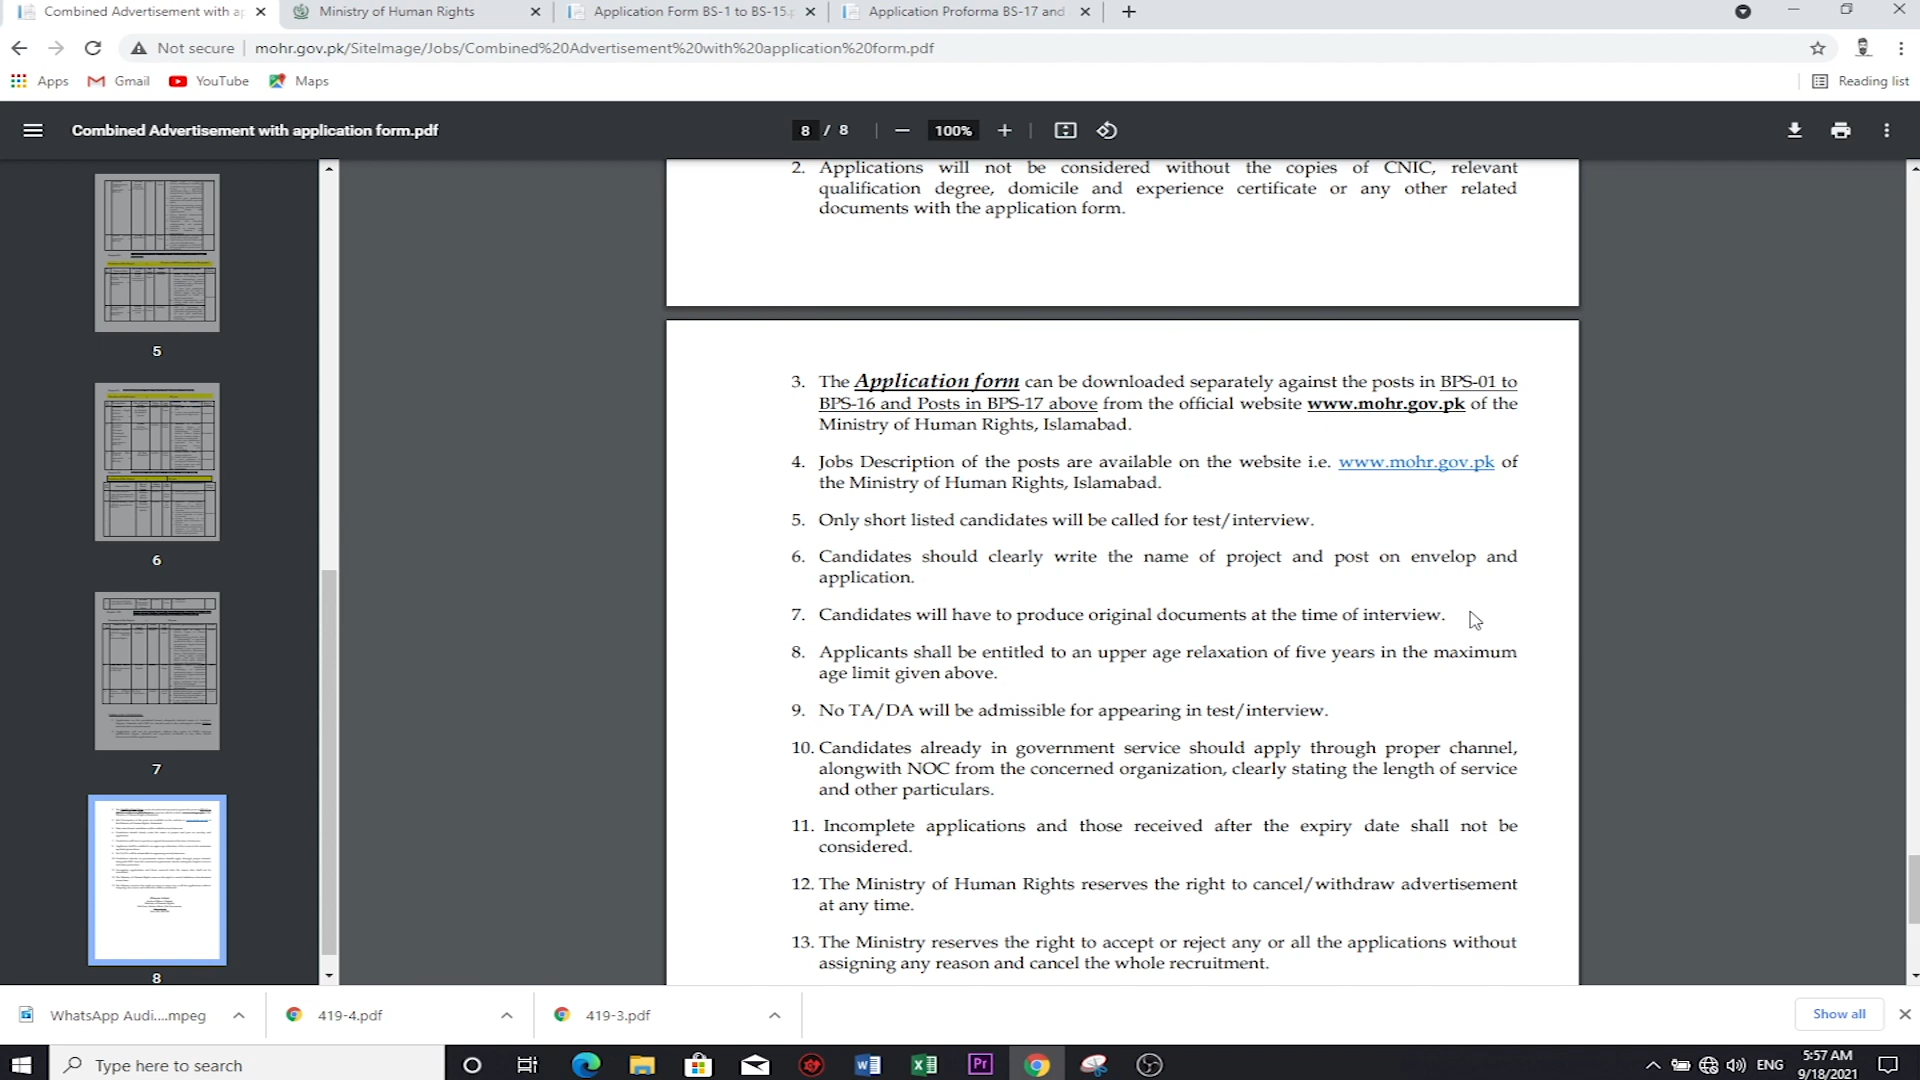 Combined Advertisement with ap
Ministry of Human Rights
Application Form BS-1 to BS-15.p
Application Proforma BS-17 and
Not secure
mohr.gov.pk/SiteImage/Jobs/Combined%20Advertisement%20with%20application%20form.pdf
Apps
Gmail
YouTube
Maps
Reading list
Combined Advertisement with application form.pdf
8 / 8
100%
2. Applications will not be considered without the copies of CNIC, relevant
qualification degree, domicile and experience certificate or any other related
documents with the application form.
3. The Application form can be downloaded separately against the posts in BPS-01 to
BPS-16 and Posts in BPS-17 above from the official website www.mohr.gov.pk of the
Ministry of Human Rights, Islamabad.
4. Jobs Description of the posts are available on the website i.e. www.mohr.gov.pk of
the Ministry of Human Rights, Islamabad.
5. Only short listed candidates will be called for test/interview.
6. Candidates should clearly write the name of project and post on envelop and
application.
7. Candidates will have to produce original documents at the time of interview.
8. Applicants shall be entitled to an upper age relaxation of five years in the maximum
age limit given above.
9. No TA/DA will be admissible for appearing in test/interview.
10. Candidates already in government service should apply through proper channel,
alongwith NOC from the concerned organization, clearly stating the length of service
and other particulars.
11. Incomplete applications and those received after the expiry date shall not be
considered.
12. The Ministry of Human Rights reserves the right to cancel/withdraw advertisement
at any time.
13. The Ministry reserves the right to accept or reject any or all the applications without
assigning any reason and cancel the whole recruitment.
5
6
7
8
WhatsApp Audi....mpeg
419-4.pdf
419-3.pdf
Show all
Type here to search
ENG
5:57 AM
9/18/2021